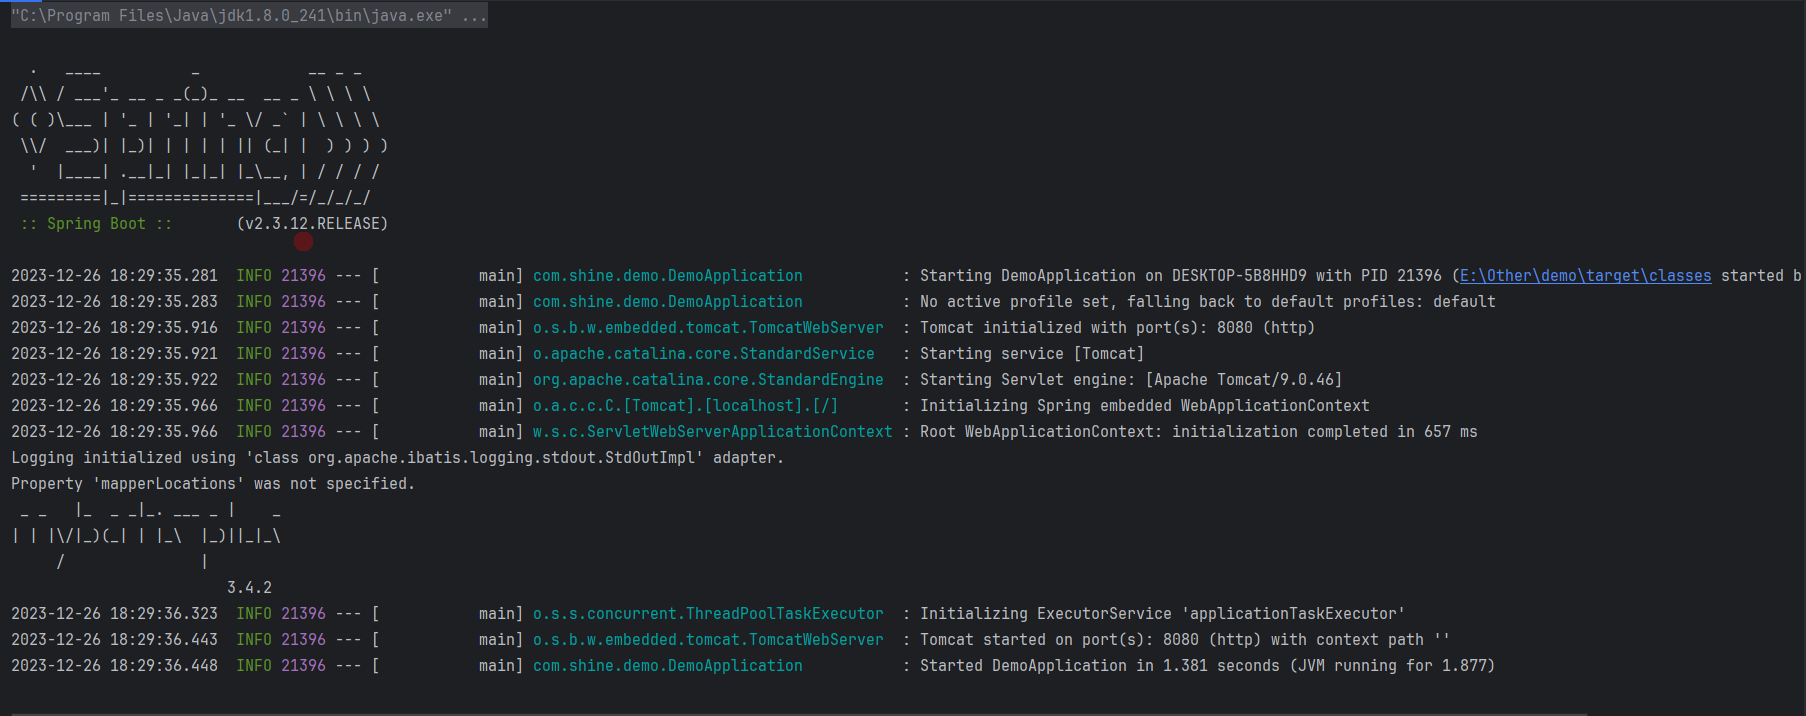 "C:\Program Files\Java\jdk1.8.0_241\bin\java.exe" ...

  .   ____          _            __ _ _
 /\\ / ___'_ __ _ _(_)_ __  __ _ \ \ \ \
( ( )\___ | '_ | '_| | '_ \/ _` | \ \ \ \
 \\/  ___)| |_)| | | | | || (_| |  ) ) ) )
  '  |____| .__|_| |_|_| |_\__, | / / / /
 =========|_|==============|___/=/_/_/_/
 :: Spring Boot ::       (v2.3.12.RELEASE)

2023-12-26 18:29:35.281  INFO 21396 --- [           main] com.shine.demo.DemoApplication           : Starting DemoApplication on DESKTOP-5B8HHD9 with PID 21396 (E:\Other\demo\target\classes started b
2023-12-26 18:29:35.283  INFO 21396 --- [           main] com.shine.demo.DemoApplication           : No active profile set, falling back to default profiles: default
2023-12-26 18:29:35.916  INFO 21396 --- [           main] o.s.b.w.embedded.tomcat.TomcatWebServer  : Tomcat initialized with port(s): 8080 (http)
2023-12-26 18:29:35.921  INFO 21396 --- [           main] o.apache.catalina.core.StandardService   : Starting service [Tomcat]
2023-12-26 18:29:35.922  INFO 21396 --- [           main] org.apache.catalina.core.StandardEngine  : Starting Servlet engine: [Apache Tomcat/9.0.46]
2023-12-26 18:29:35.966  INFO 21396 --- [           main] o.a.c.c.C.[Tomcat].[localhost].[/]       : Initializing Spring embedded WebApplicationContext
2023-12-26 18:29:35.966  INFO 21396 --- [           main] w.s.c.ServletWebServerApplicationContext : Root WebApplicationContext: initialization completed in 657 ms
Logging initialized using 'class org.apache.ibatis.logging.stdout.StdOutImpl' adapter.
Property 'mapperLocations' was not specified.
 _ _   |_  _ _|_. ___ _ |    _
| | |\/|_)(_| | |_\  |_)||_|_\
     /               |
                        3.4.2
2023-12-26 18:29:36.323  INFO 21396 --- [           main] o.s.s.concurrent.ThreadPoolTaskExecutor  : Initializing ExecutorService 'applicationTaskExecutor'
2023-12-26 18:29:36.443  INFO 21396 --- [           main] o.s.b.w.embedded.tomcat.TomcatWebServer  : Tomcat started on port(s): 8080 (http) with context path ''
2023-12-26 18:29:36.448  INFO 21396 --- [           main] com.shine.demo.DemoApplication           : Started DemoApplication in 1.381 seconds (JVM running for 1.877)